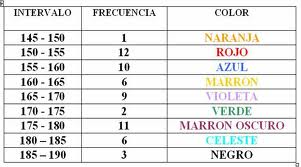 INTERVALO FRECUENCIA COLOR
145 - 150 1 NARANJA
150 - 155 12 ROJO
155 - 160 10 AZUL
160 - 165 6 MARRON
165 - 170 9 VIOLETA
170 - 175 2 VERDE
175 - 180 11 MARRON OSCURO
180 – 185 6 CELESTE
185 – 190 3 NEGRO